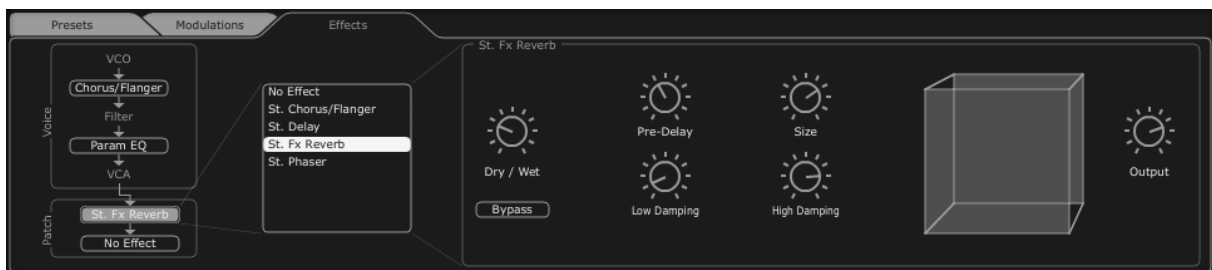 Presets Modulations Effects
Voice
VCO
Chorus/Flanger
Filter
Param EQ
VCA
Patch
St. Fx Reverb
No Effect
No Effect
St. Chorus/Flanger
St. Delay
St. Fx Reverb
St. Phaser
St. Fx Reverb
Dry / Wet
Bypass
Pre-Delay
Size
Low Damping
High Damping
Output